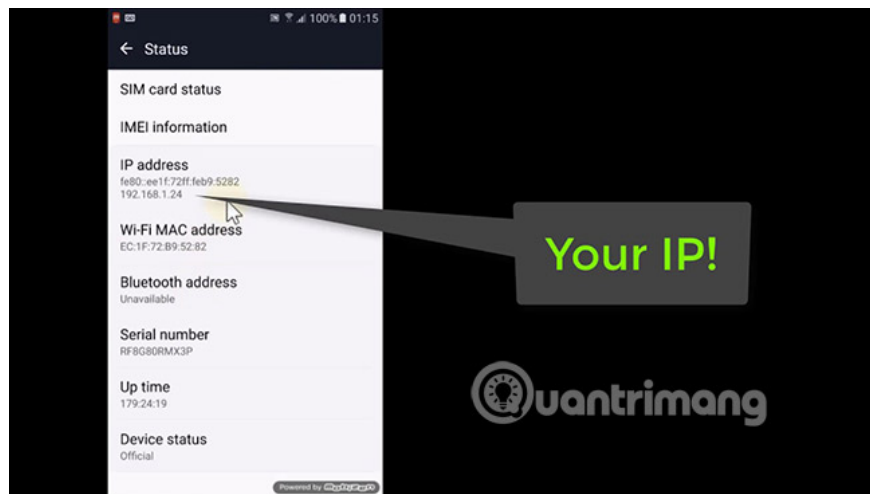 100% 01:15
Status
SIM card status
IMEI information
IP address
fe80::ee1f:72ff:feb9:5282
192.168.1.24
Wi-Fi MAC address
EC:1F:72:B9:52:82
Your IP!
Bluetooth address
Unavailable
Serial number
RF8G80RMX3P
Up time
179:24:19
Quantrimang
Device status
Official
Powered by